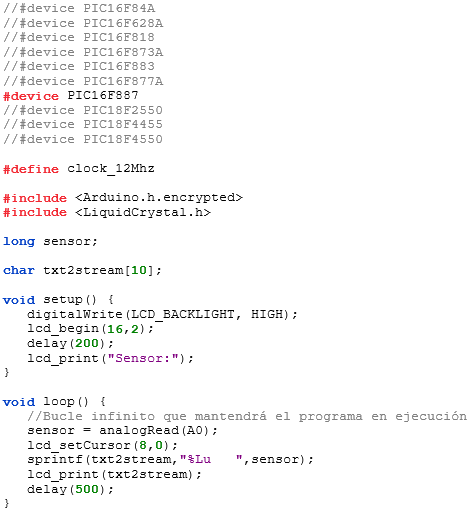 //#device PIC16F84A
//#device PIC16F628A
//#device PIC16F818
//#device PIC16F873A
//#device PIC16F883
//#device PIC16F877A
#device PIC16F887
//#device PIC18F2550
//#device PIC18F4455
//#device PIC18F4550

#define clock_12Mhz

#include <Arduino.h.encrypted>
#include <LiquidCrystal.h>

long sensor;

char txt2stream[10];

void setup() {
   digitalWrite(LCD_BACKLIGHT, HIGH);
   lcd_begin(16,2);
   delay(200);
   lcd_print("Sensor:");
}

void loop() {
   //Bucle infinito que mantendrá el programa en ejecución
   sensor = analogRead(A0);
   lcd_setCursor(8,0);
   sprintf(txt2stream,"%Lu   ",sensor);
   lcd_print(txt2stream);
   delay(500);
}